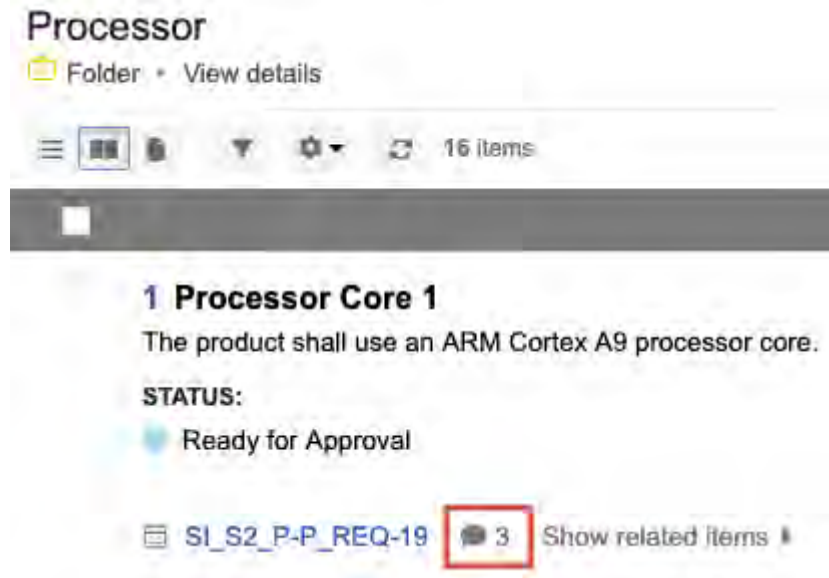 Processor
Folder • View details
16 items
1 Processor Core 1
The product shall use an ARM Cortex A9 processor core.
STATUS:
Ready for Approval
SI_S2_P-P_REQ-19 3 Show related items